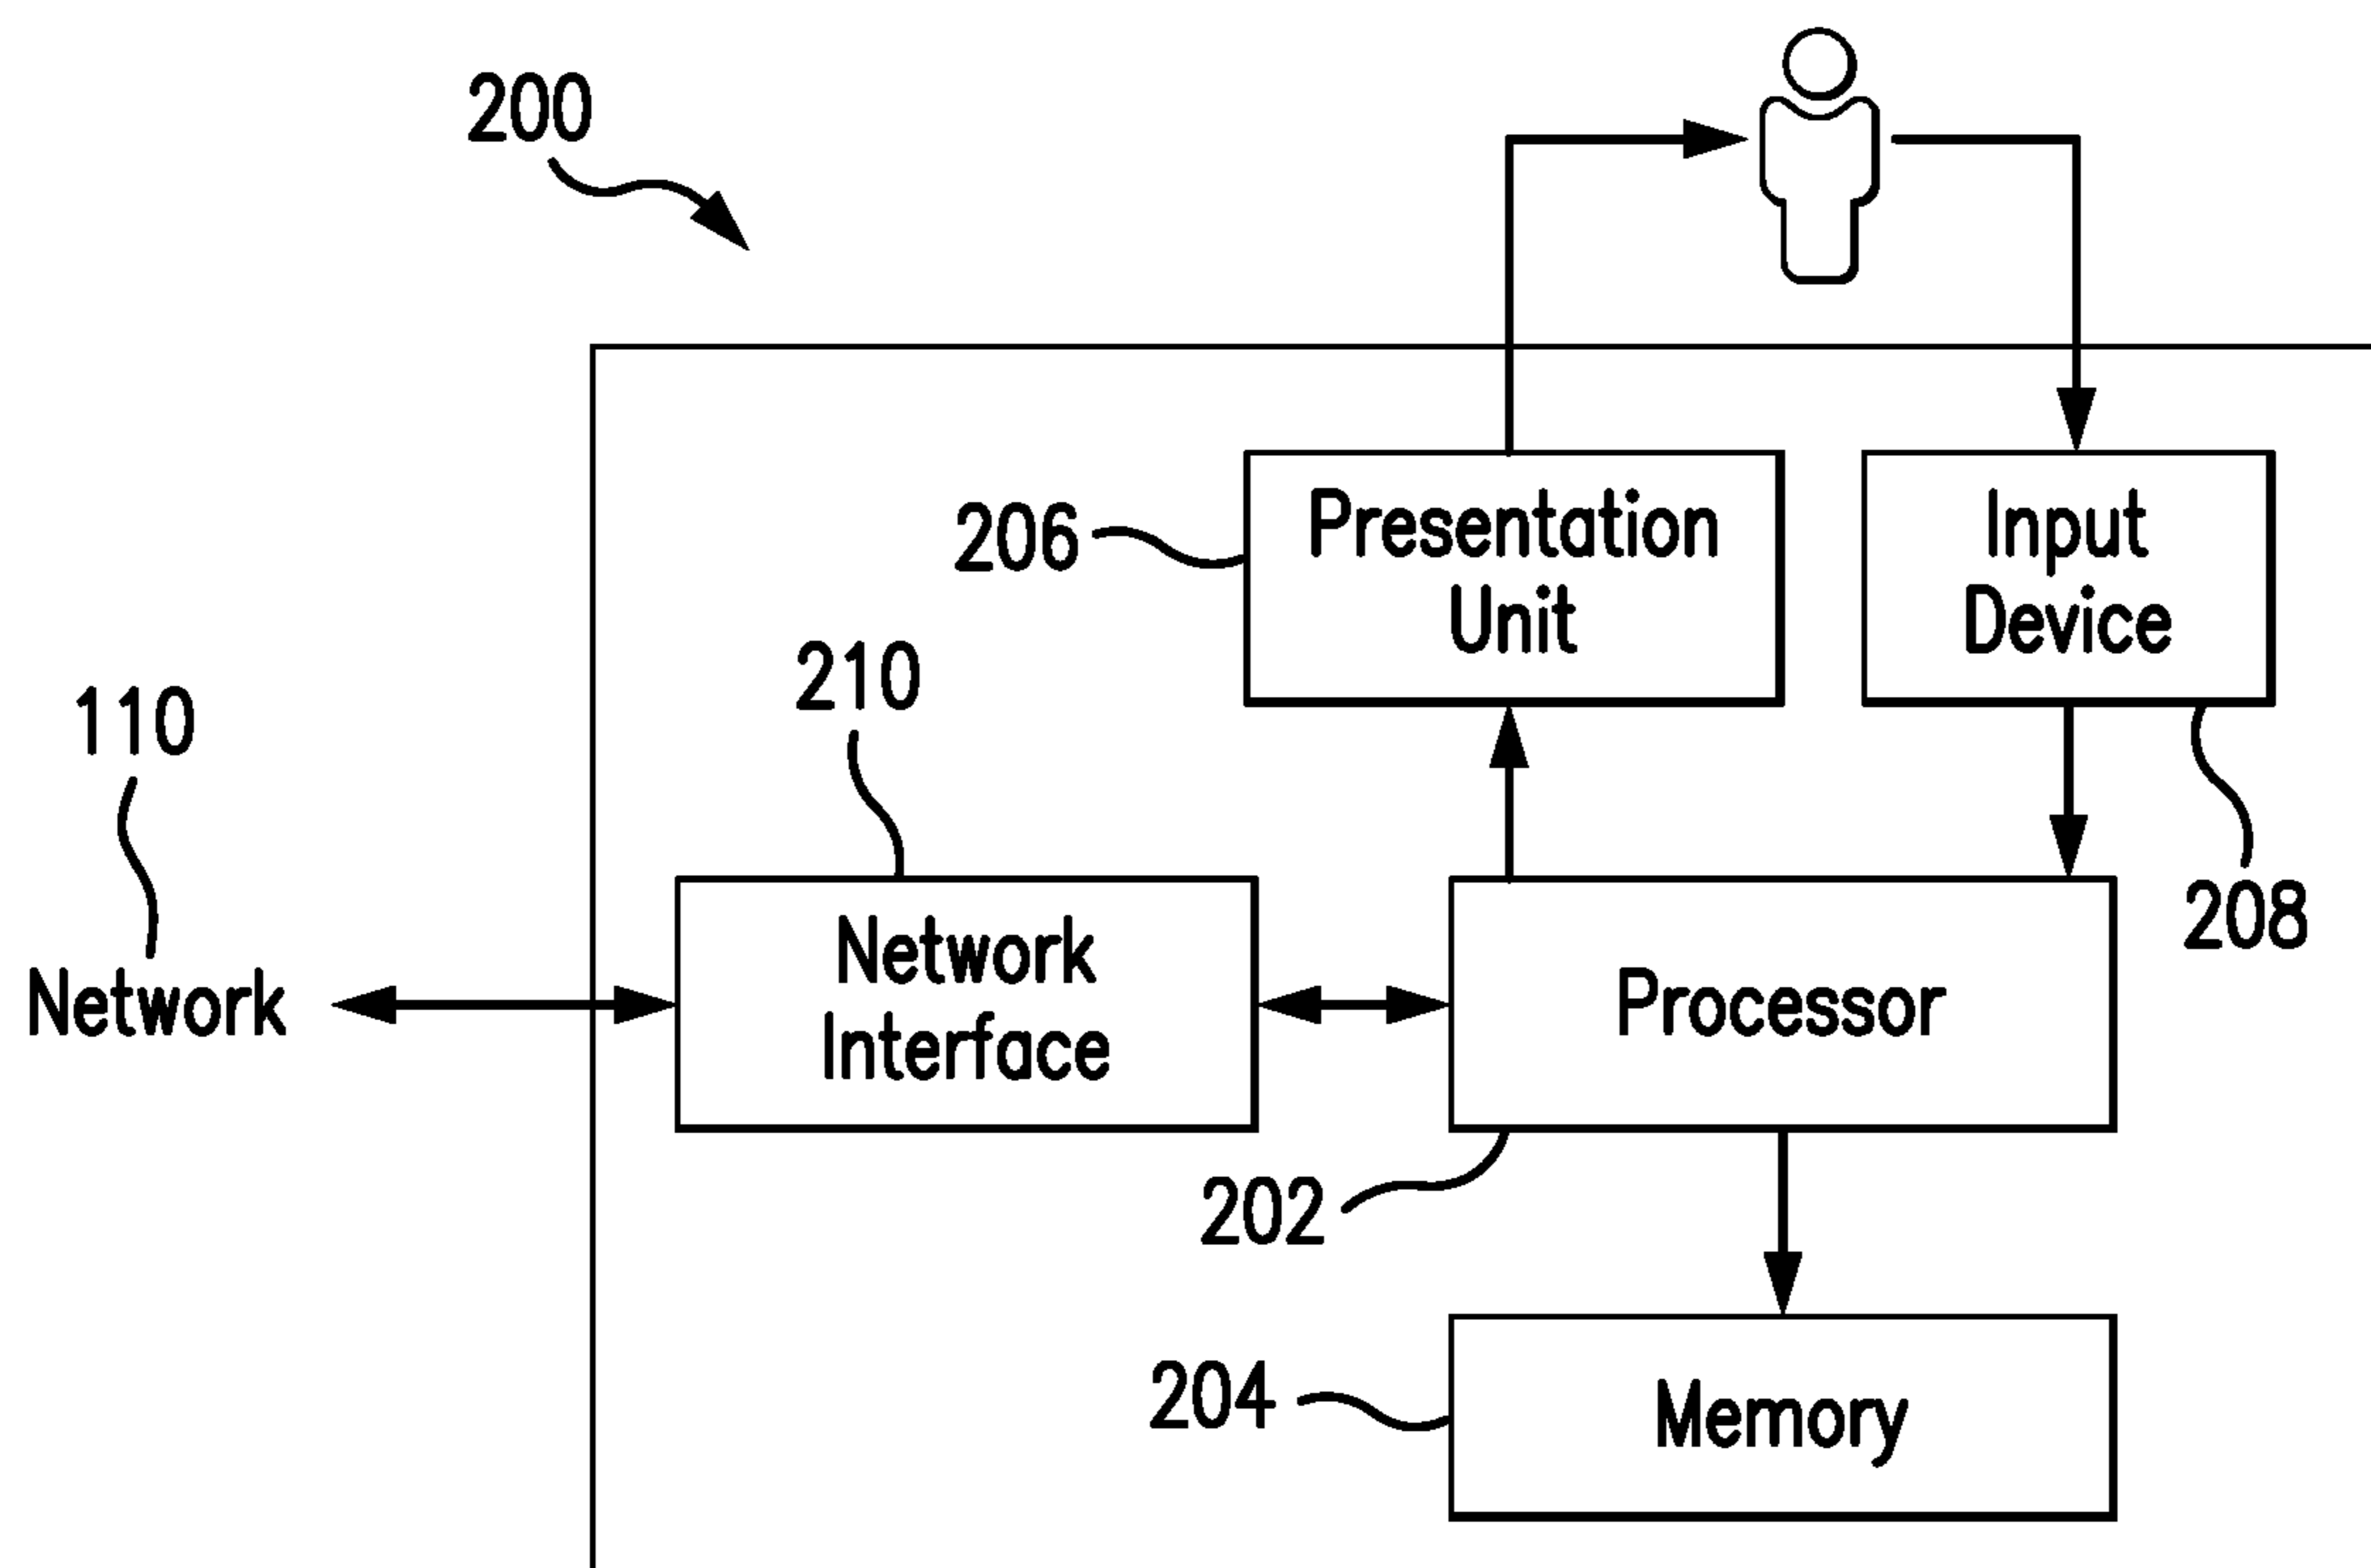 200
206
Presentation
Unit
Input
Device
210
110
208
Network
Interface
Network
Processor
202
204
Memory